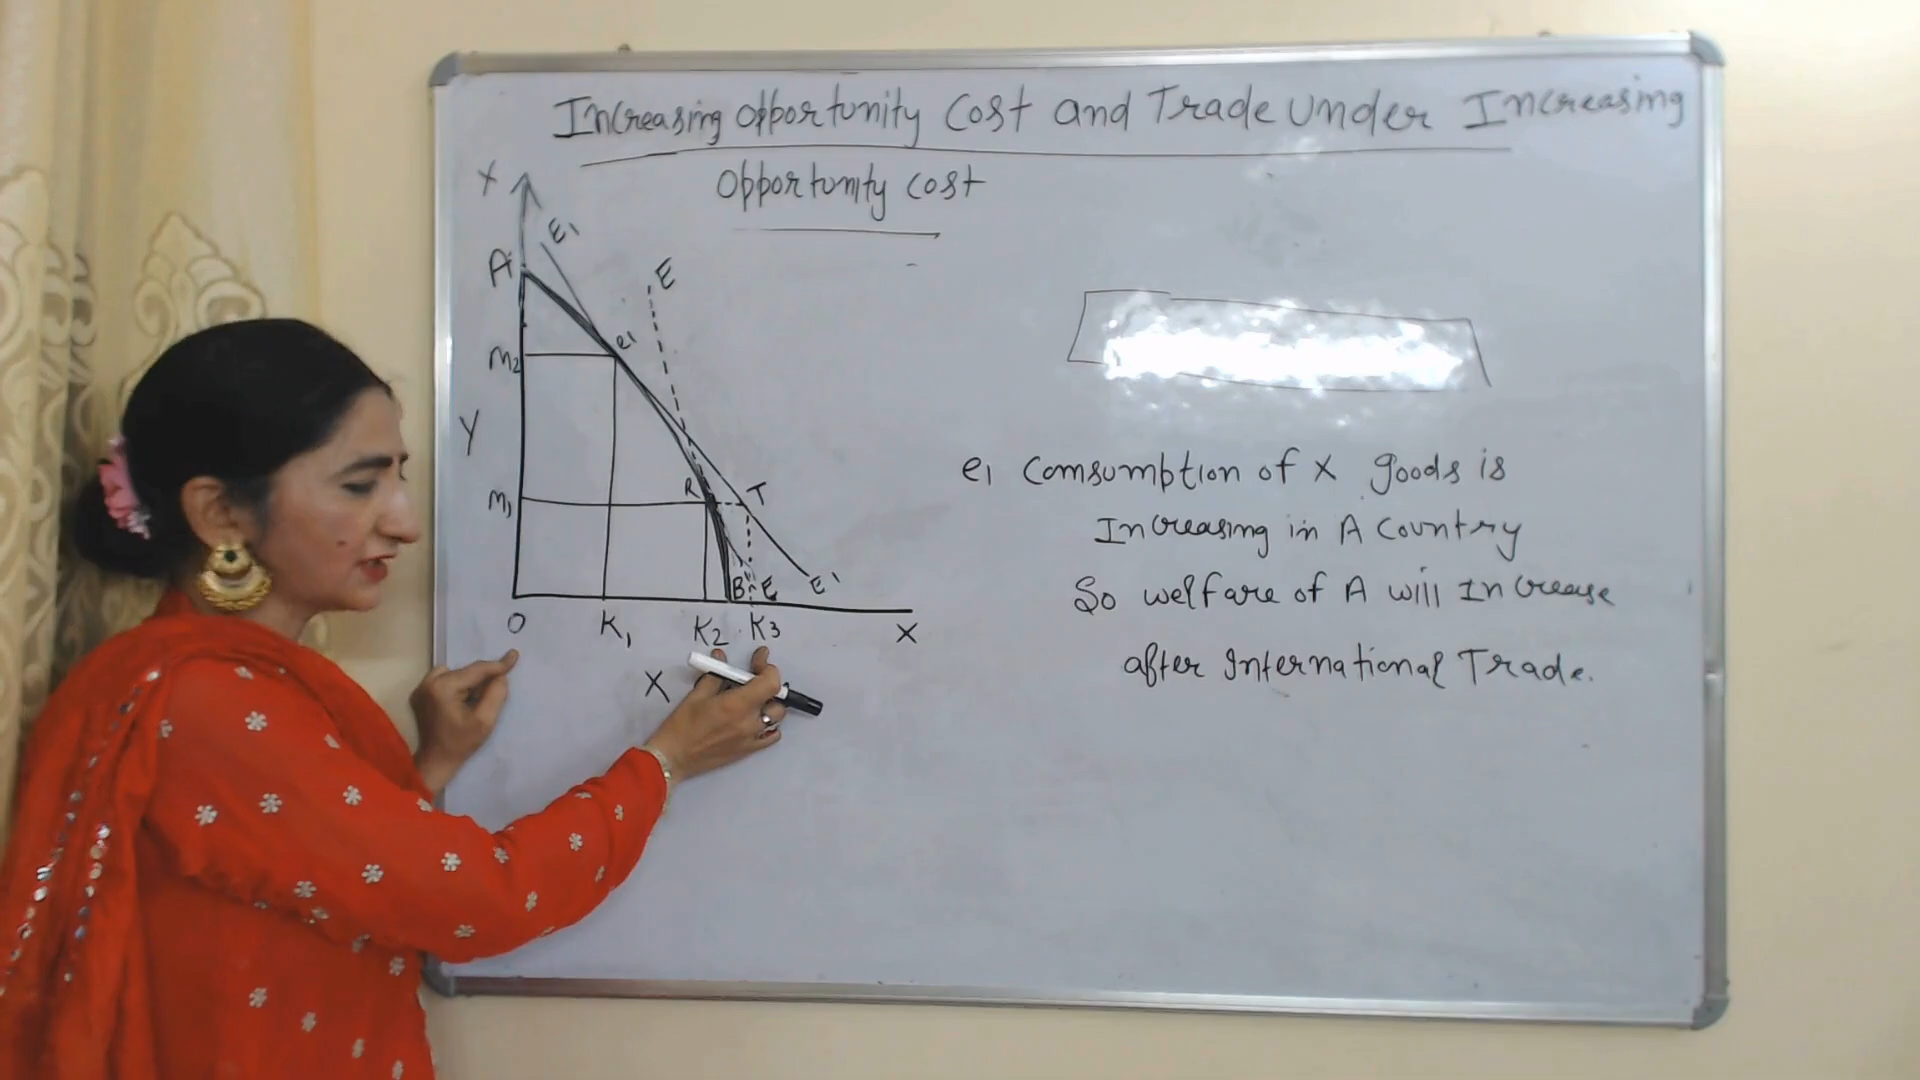 Increasing Opportunity Cost and Trade Under Increasing
Opportunity Cost
X
E1
E
A
e1
M2
Y
R
T
M1
B
E
E1
O
K1
K2
K3
X
X
e1 Comsumption of X goods is
Increasing in A Country
So welfare of A will Increase
after International Trade.